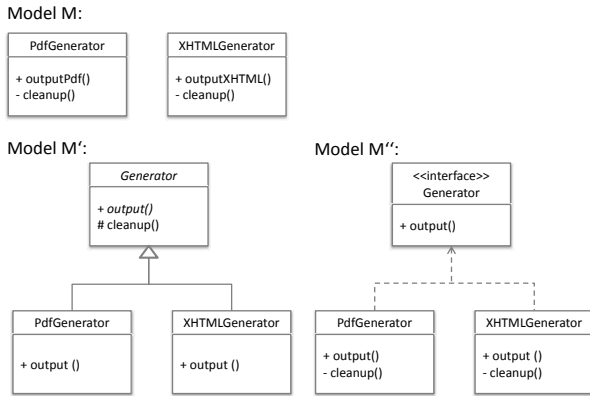 Model M:
PdfGenerator
+ outputPdf()
- cleanup()
XHTMLGenerator
+ outputXHTML()
- cleanup()
Model M‘:
Generator
+ output()
# cleanup()
PdfGenerator
+ output ()
XHTMLGenerator
+ output ()
Model M‘‘:
<<interface>>
Generator
+ output()
PdfGenerator
+ output()
- cleanup()
XHTMLGenerator
+ output ()
- cleanup()